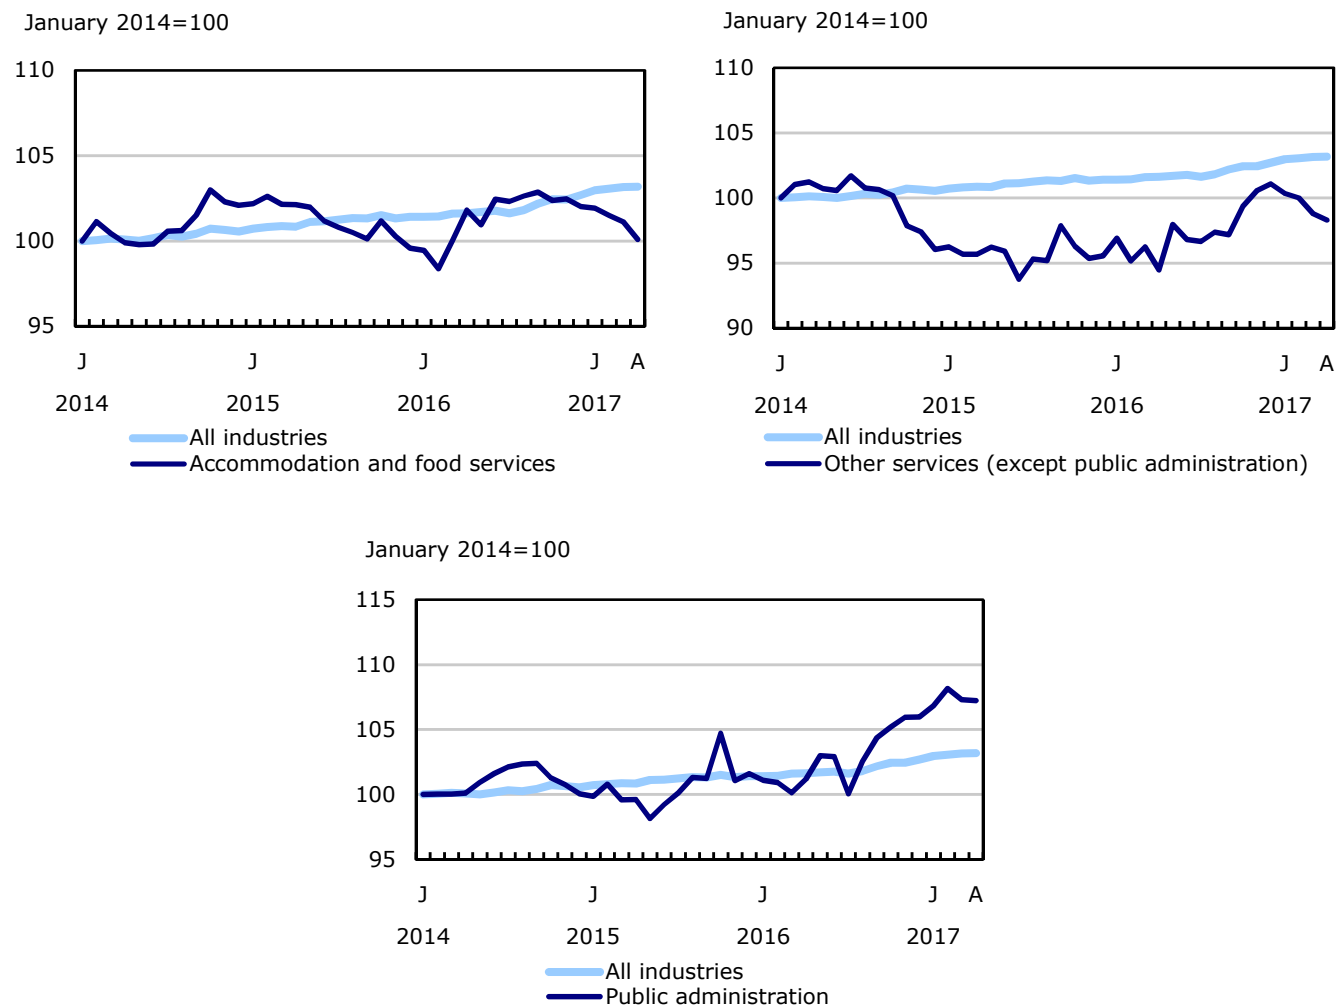 January 2014=100
110
105
100
95
J J J J A
2014 2015 2016 2017
All industries
Accommodation and food services
January 2014=100
110
105
100
95
90
J J J J A
2014 2015 2016 2017
All industries
Other services (except public administration)
January 2014=100
115
110
105
100
95
J J J J A
2014 2015 2016 2017
All industries
Public administration